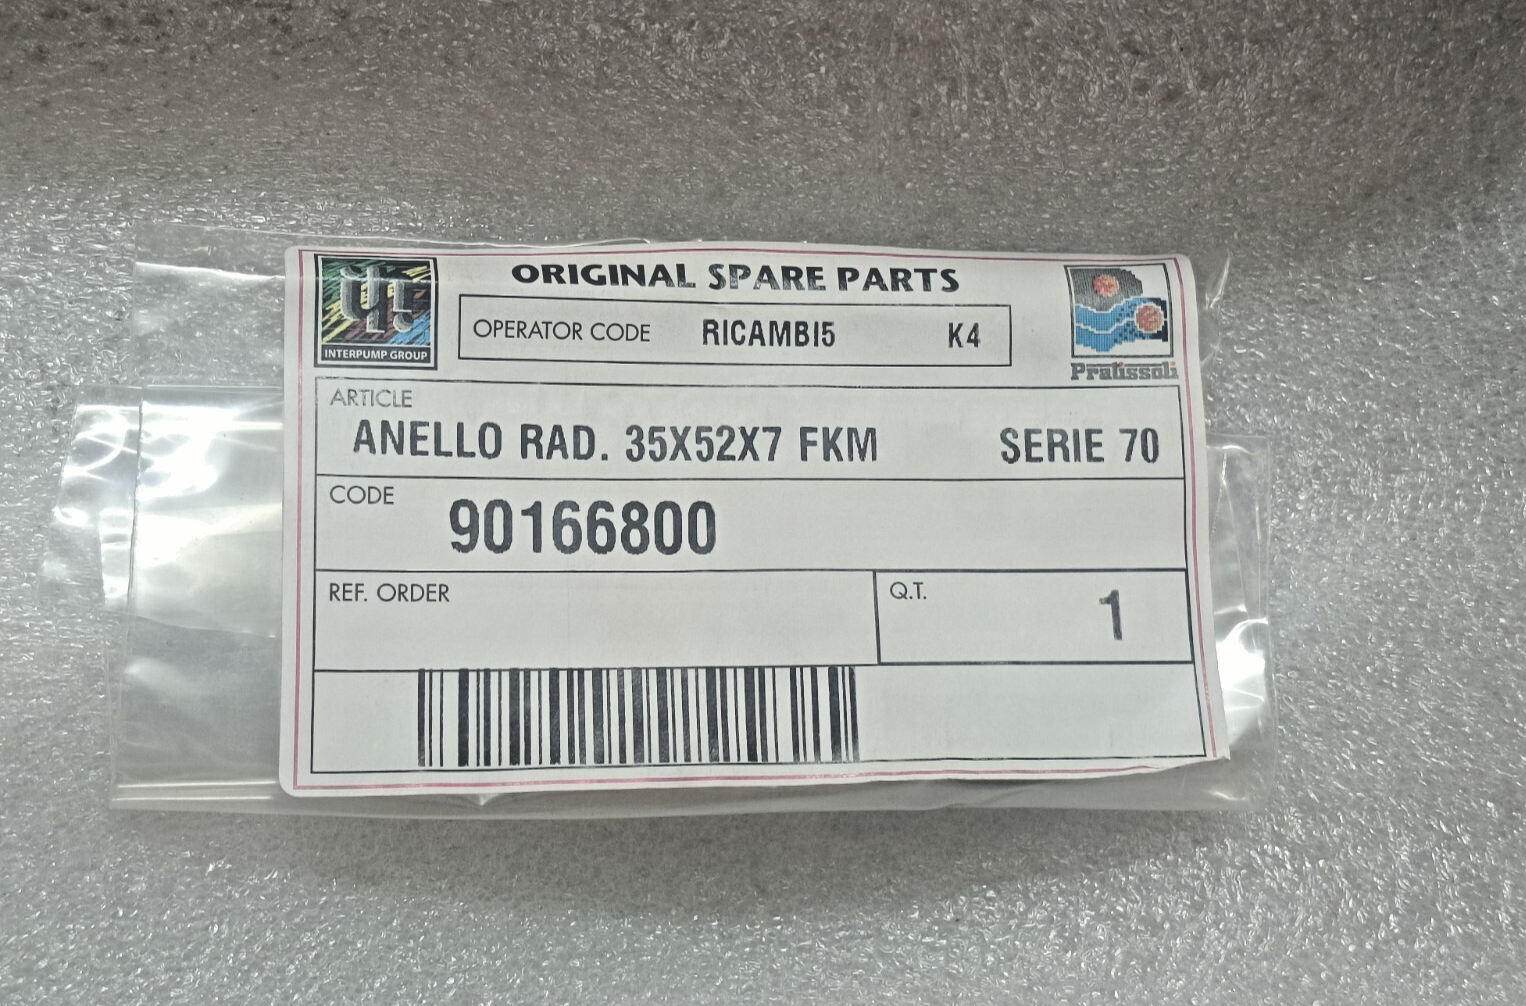 ip!
INTERPUMP GROUP
ORIGINAL SPARE PARTS
OPERATOR CODE RICAMBI5 K4
Pratissoli
ARTICLE
ANELLO RAD. 35X52X7 FKM SERIE 70
CODE
90166800
REF. ORDER
Q.T.
1